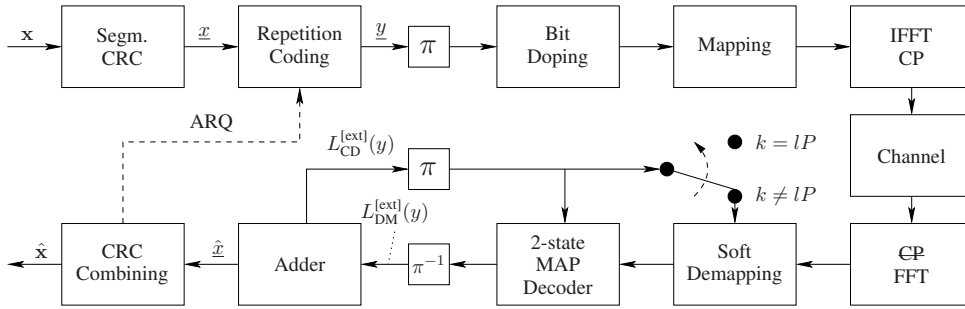 x
Segm.
CRC
x
Repetition
Coding
y
π
Bit
Doping
Mapping
IFFT
CP
ARQ
L_CD^[ext](y)
π
k = lP
k ≠ lP
Channel
L_DM^[ext](y)
x̂
CRC
Combining
x̂
Adder
π⁻¹
2-state
MAP
Decoder
Soft
Demapping
C̶P̶
FFT